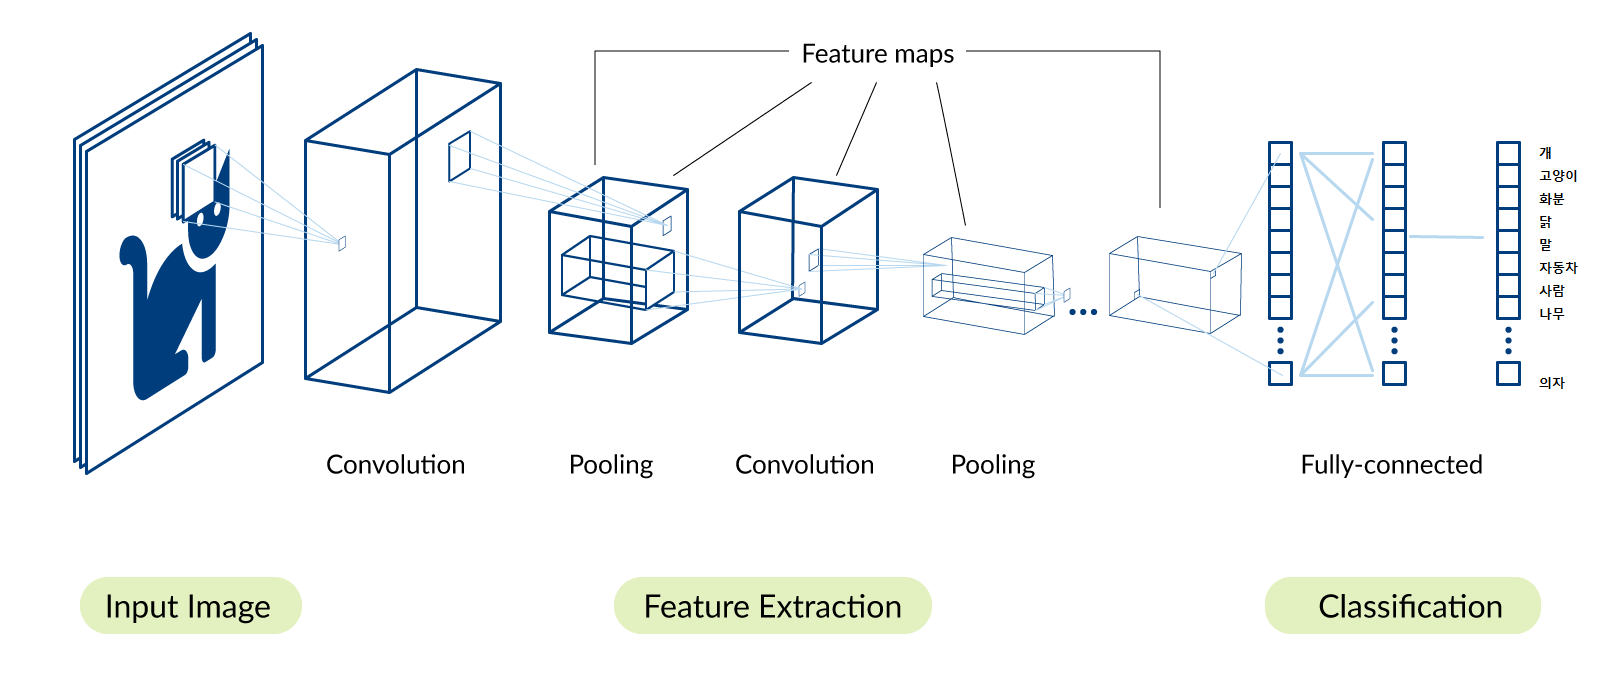 Feature maps
개
고양이
화분
닭
말
자동차
사람
나무
의자
Convolution
Pooling
Convolution
Pooling
Fully-connected
Input Image
Feature Extraction
Classification